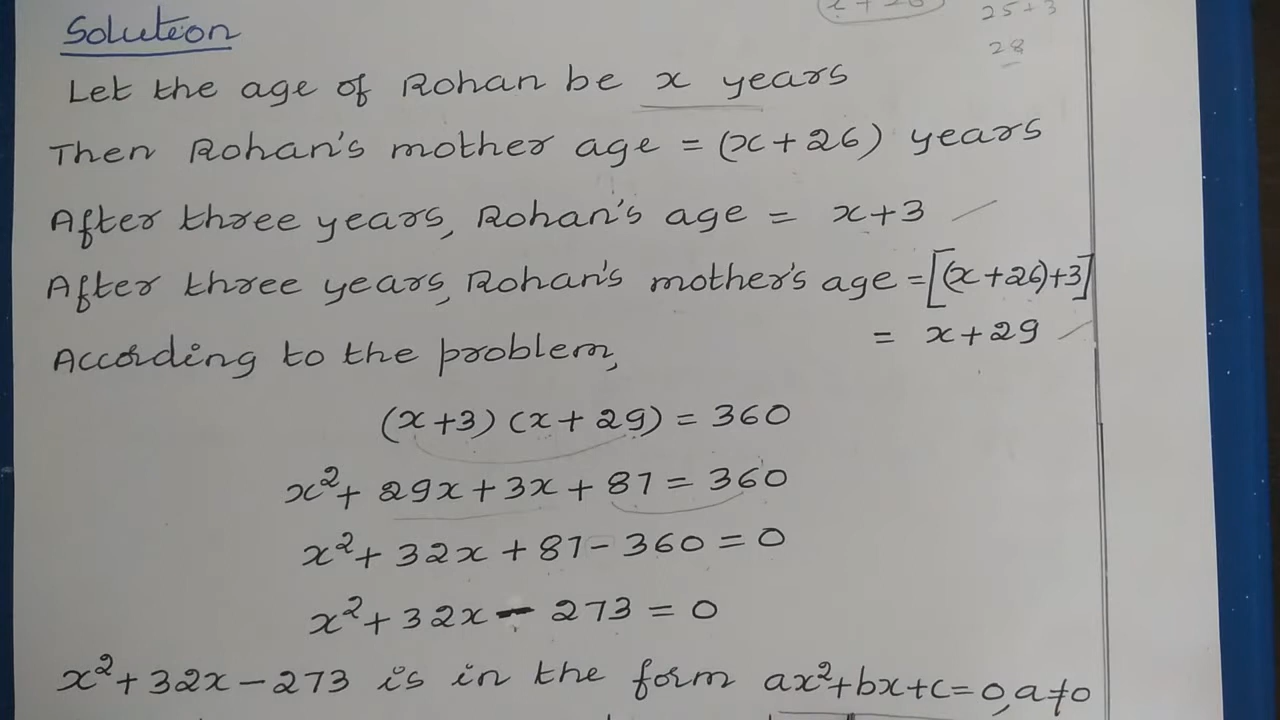 Solution
25+3
28
Let the age of Rohan be x years
Then Rohan's mother age = (x+26) years
After three years, Rohan's age = x+3
After three years, Rohan's mother's age = [(x+26)+3]
= x+29
According to the problem,
(x+3) (x+29) = 360
x²+ 29x+3x+87 = 360
x²+ 32x+87-360=0
x²+32x-273=0
x²+32x-273 is in the form ax²+bx+c=0, a≠0